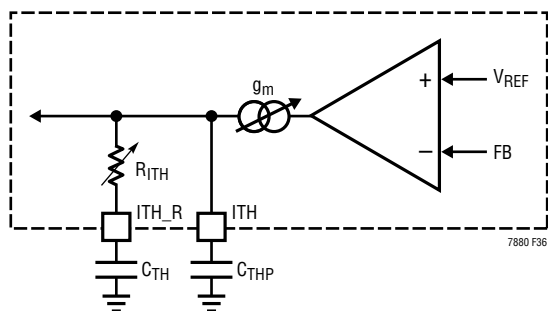 gm
+ VREF
− FB
RITH
ITH_R ITH
CTH CTHP
7880 F36